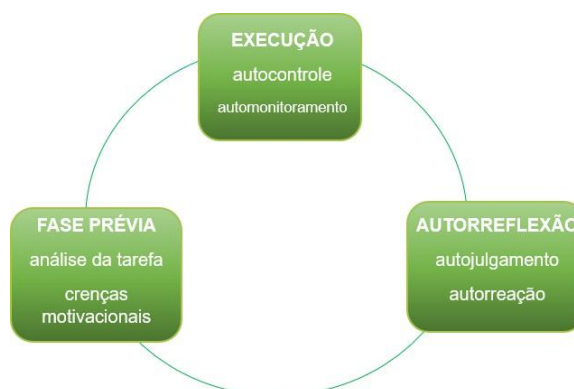 EXECUÇÃO
autocontrole
automonitoramento
FASE PRÉVIA
análise da tarefa
crenças
motivacionais
AUTORREFLEXÃO
autojulgamento
autorreação